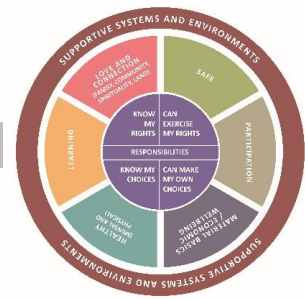 SUPPORTIVE SYSTEMS AND ENVIRONMENTS
LOVE AND
CONNECTION
(FAMILY, COMMUNITY,
SPIRITUALITY, LAND)
SAFE
LEARNING
PARTICIPATION
HEALTHY
(MENTAL AND
PHYSICAL)
MATERIAL BASICS
/ ECONOMIC
WELLBEING
KNOW
MY
RIGHTS
CAN
EXERCISE
MY RIGHTS
RESPONSIBILITIES
KNOW MY
CHOICES
CAN MAKE
MY OWN
CHOICES
SUPPORTIVE SYSTEMS AND ENVIRONMENTS